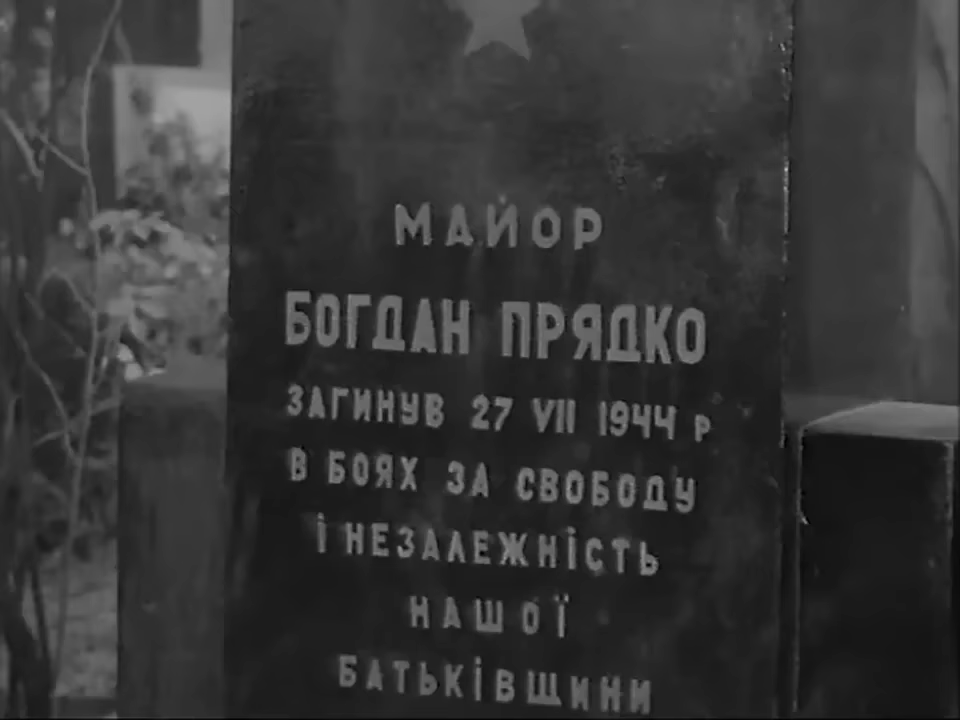 МАЙОР
БОГДАН ПРЯДКО
ЗАГИНУВ 27 VII 1944 р
В БОЯХ ЗА СВОБОДУ
І НЕЗАЛЕЖНІСТЬ
НАШОЇ
БАТЬКІВЩИНИ